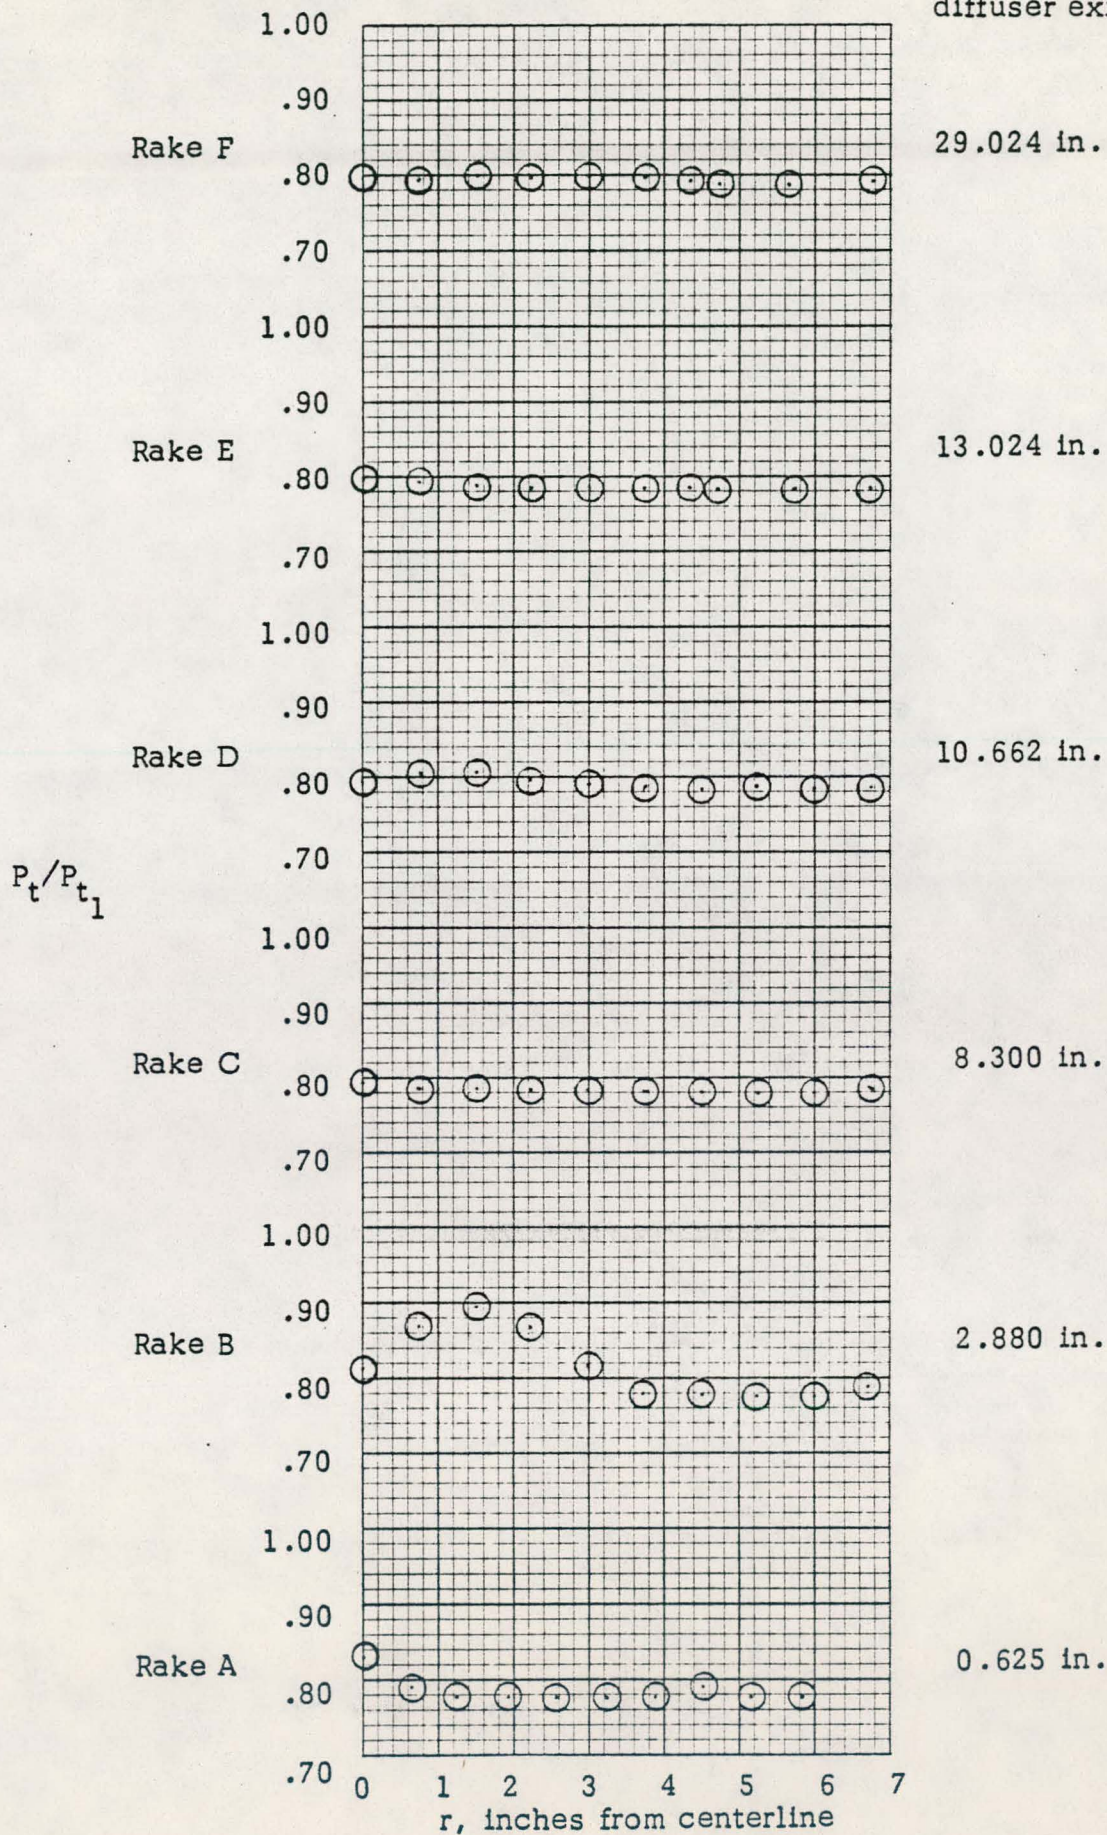 diffuser ex
1.00
.90
Rake F
29.024 in.
.80
.70
1.00
.90
Rake E
13.024 in.
.80
.70
1.00
.90
Rake D
10.662 in.
.80
.70
Pt/Pt1
1.00
.90
Rake C
8.300 in.
.80
.70
1.00
.90
Rake B
2.880 in.
.80
.70
1.00
.90
Rake A
0.625 in.
.80
.70
0 1 2 3 4 5 6 7
r, inches from centerline